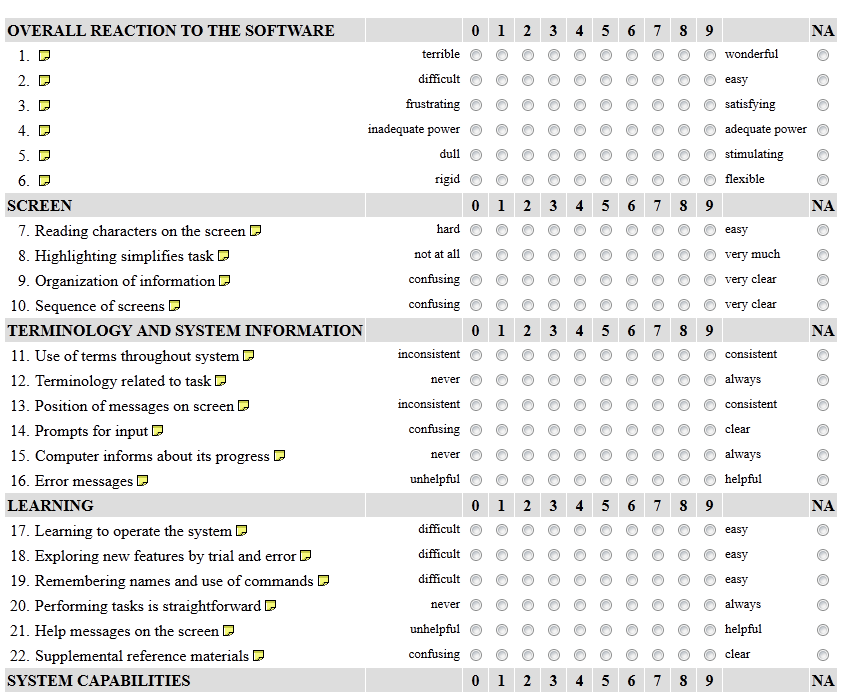 OVERALL REACTION TO THE SOFTWARE 0 1 2 3 4 5 6 7 8 9 NA
1. terrible wonderful
2. difficult easy
3. frustrating satisfying
4. inadequate power adequate power
5. dull stimulating
6. rigid flexible
SCREEN 0 1 2 3 4 5 6 7 8 9 NA
7. Reading characters on the screen hard easy
8. Highlighting simplifies task not at all very much
9. Organization of information confusing very clear
10. Sequence of screens confusing very clear
TERMINOLOGY AND SYSTEM INFORMATION 0 1 2 3 4 5 6 7 8 9 NA
11. Use of terms throughout system inconsistent consistent
12. Terminology related to task never always
13. Position of messages on screen inconsistent consistent
14. Prompts for input confusing clear
15. Computer informs about its progress never always
16. Error messages unhelpful helpful
LEARNING 0 1 2 3 4 5 6 7 8 9 NA
17. Learning to operate the system difficult easy
18. Exploring new features by trial and error difficult easy
19. Remembering names and use of commands difficult easy
20. Performing tasks is straightforward never always
21. Help messages on the screen unhelpful helpful
22. Supplemental reference materials confusing clear
SYSTEM CAPABILITIES 0 1 2 3 4 5 6 7 8 9 NA